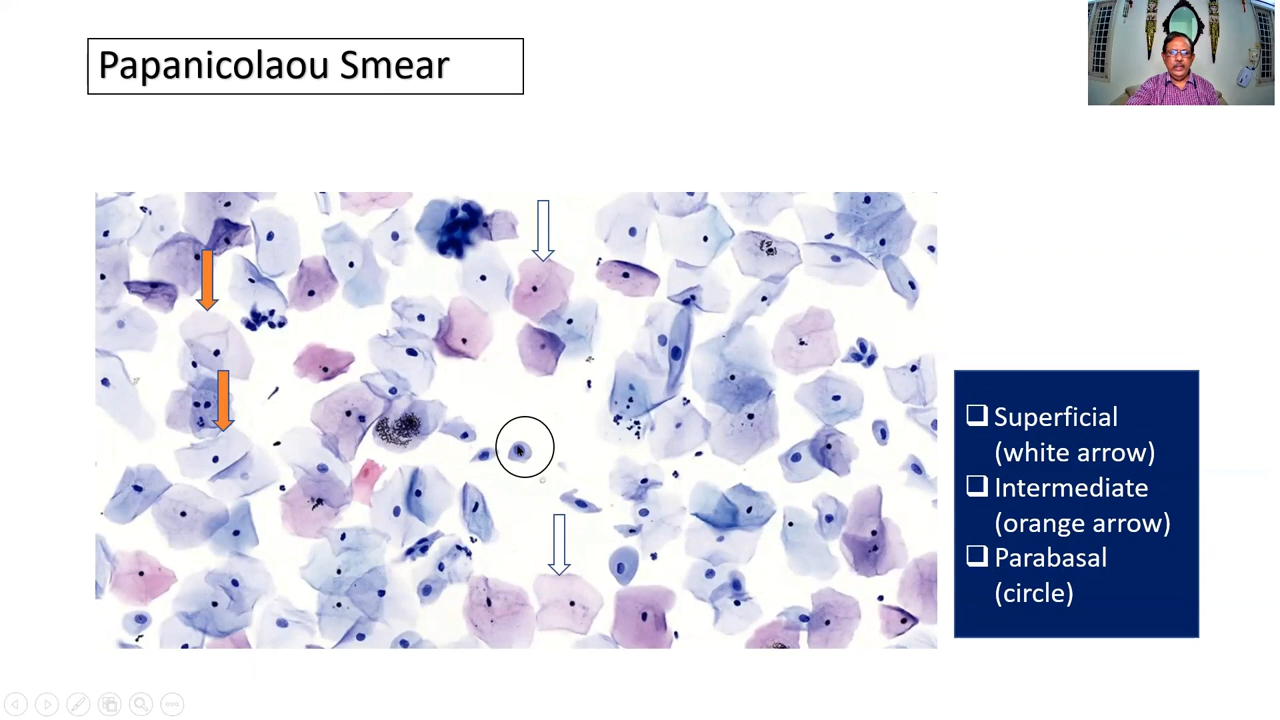 Papanicolaou Smear
Superficial
(white arrow)
Intermediate
(orange arrow)
Parabasal
(circle)